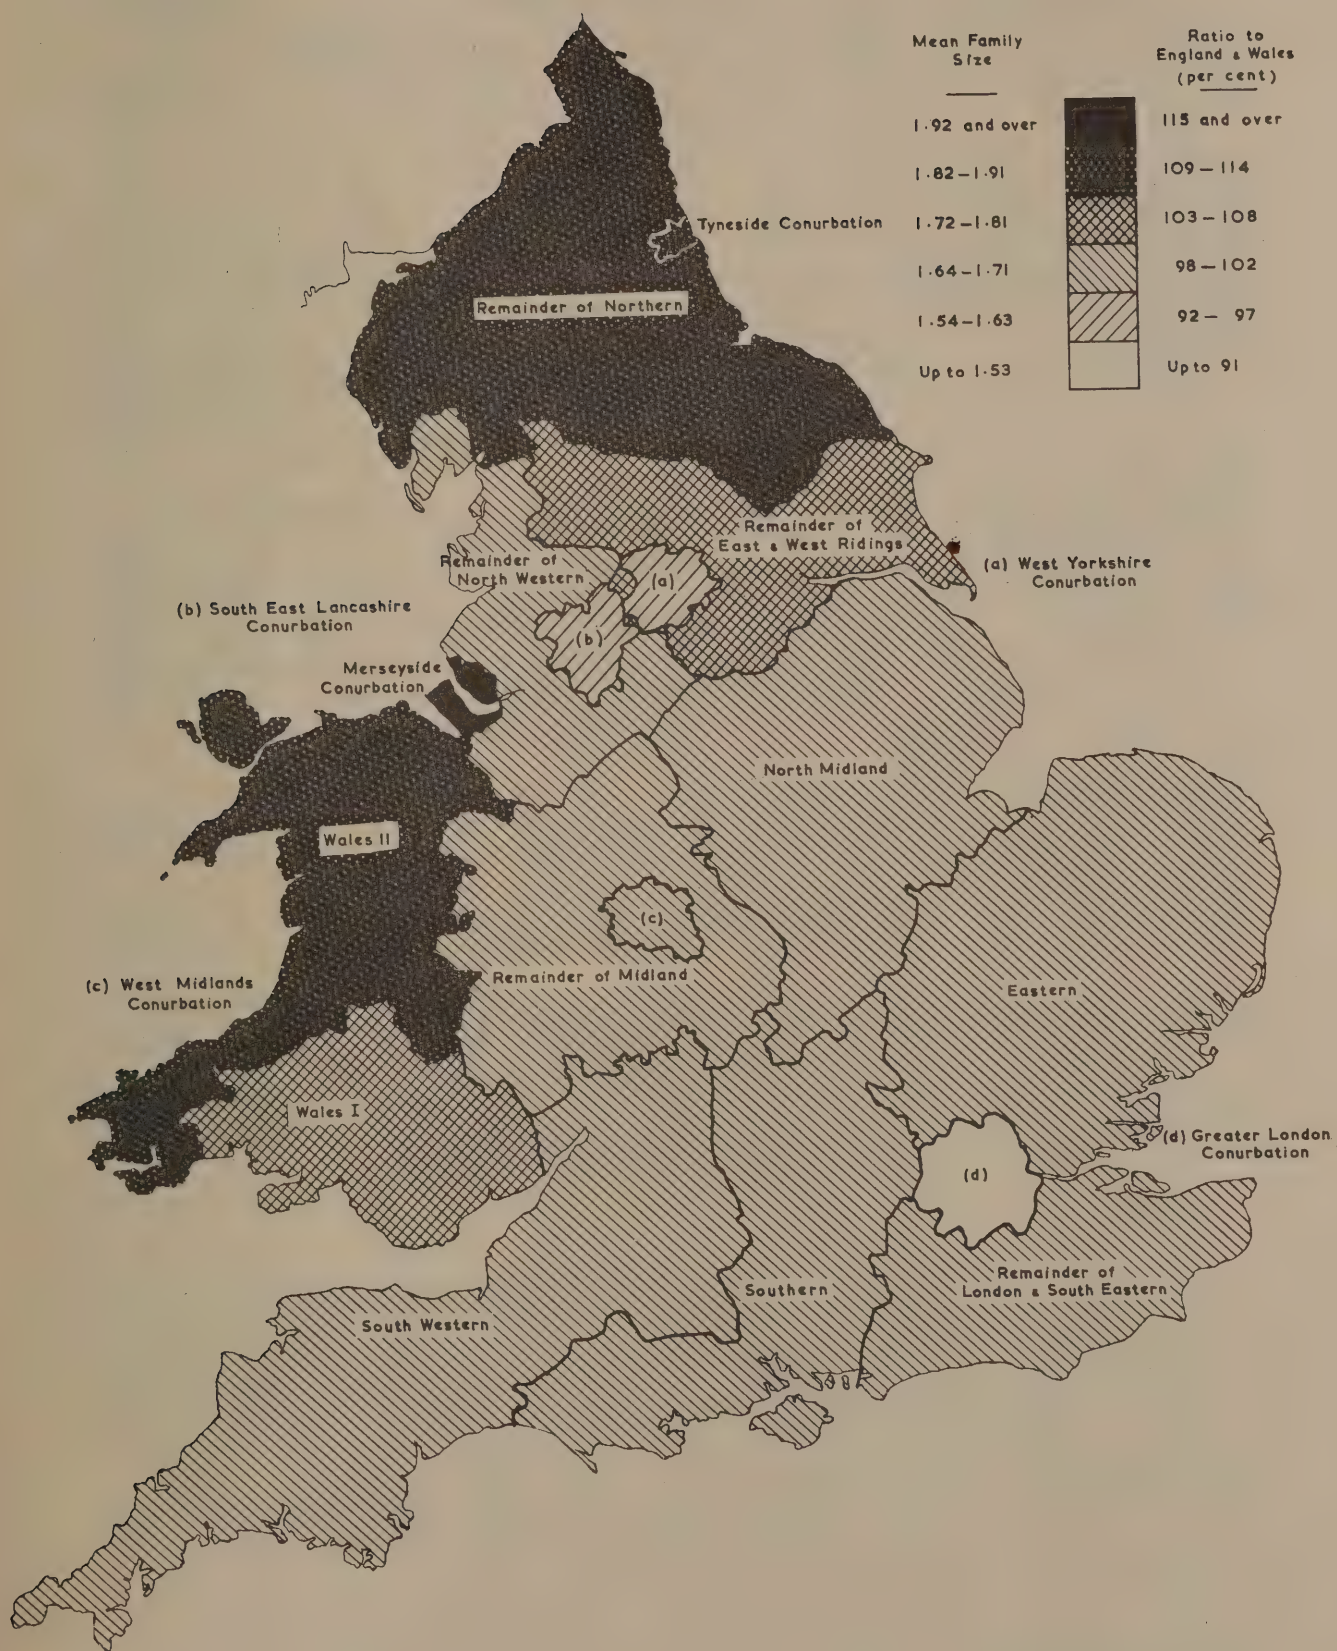 Mean Family
Size
Ratio to
England & Wales
(per cent)
1·92 and over
115 and over
1·82–1·91
109–114
1·72–1·81
103–108
1·64–1·71
98–102
1·54–1·63
92– 97
Up to 1·53
Up to 91
Tyneside Conurbation
Remainder of Northern
Remainder of
East & West Ridings
(a) West Yorkshire
Conurbation
Remainder of
North Western
(a)
(b) South East Lancashire
Conurbation
(b)
Merseyside
Conurbation
North Midland
Wales II
(c)
Remainder of Midland
(c) West Midlands
Conurbation
Eastern
Wales I
(d) Greater London
Conurbation
(d)
Remainder of
London & South Eastern
Southern
South Western